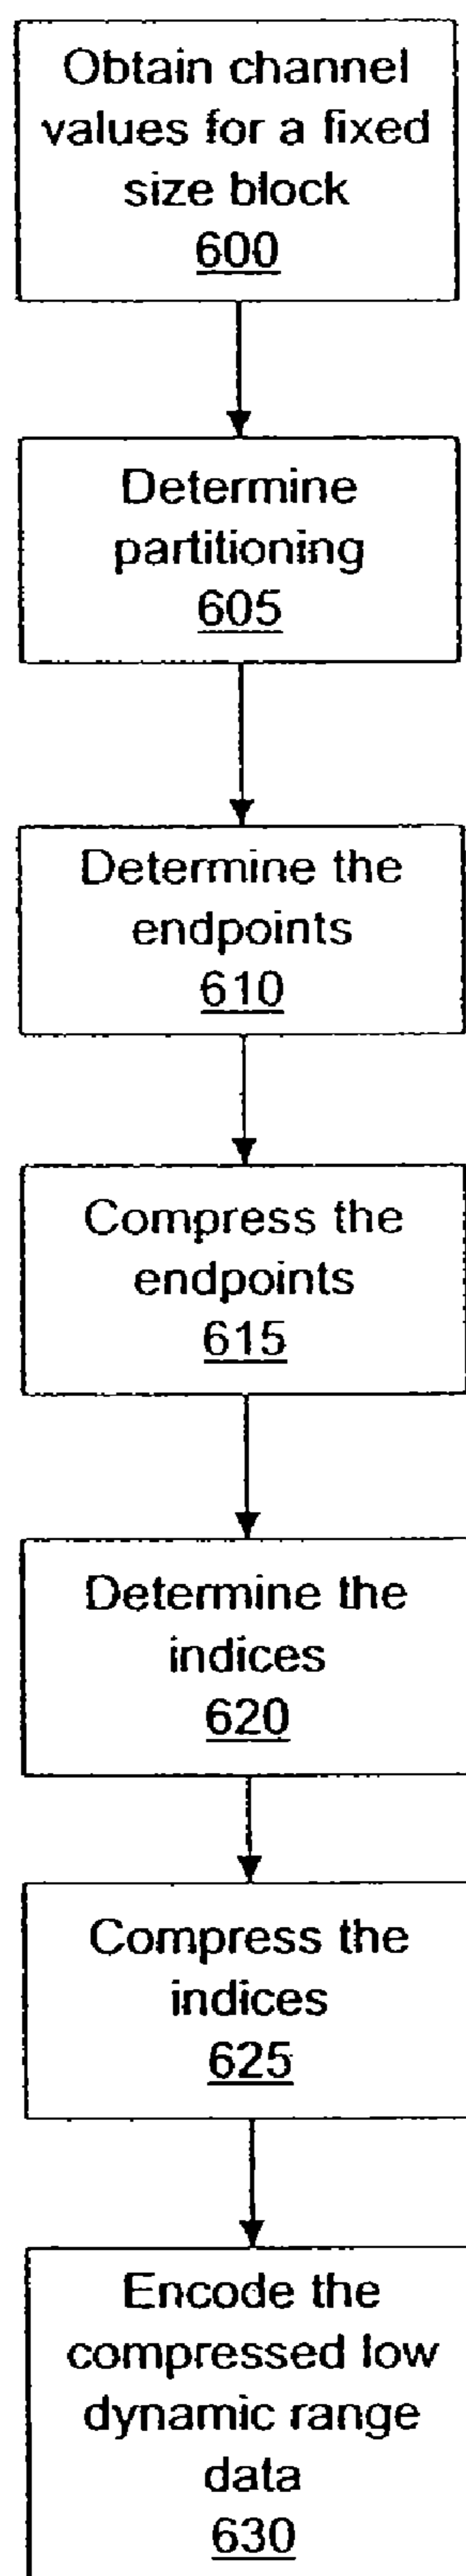 Obtain channel
values for a fixed
size block
600
Determine
partitioning
605
Determine the
endpoints
610
Compress the
endpoints
615
Determine the
indices
620
Compress the
indices
625
Encode the
compressed low
dynamic range
data
630